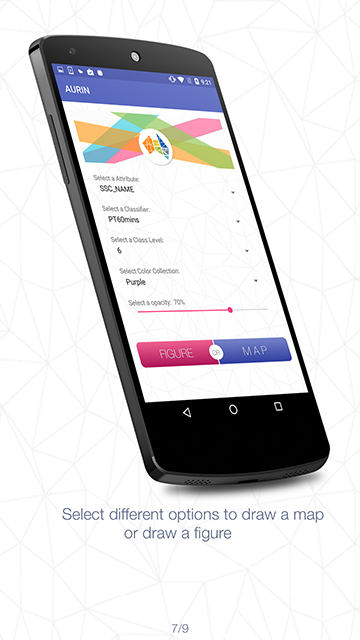 9:21
AURIN
Select a Attribute:
SSC_NAME
Select a Classifier:
PT60mins
Select a Class Level:
6
Select Color Collection:
Purple
Select a opacity: 70%
FIGURE OR MAP
Select different options to draw a map
or draw a figure
7/9